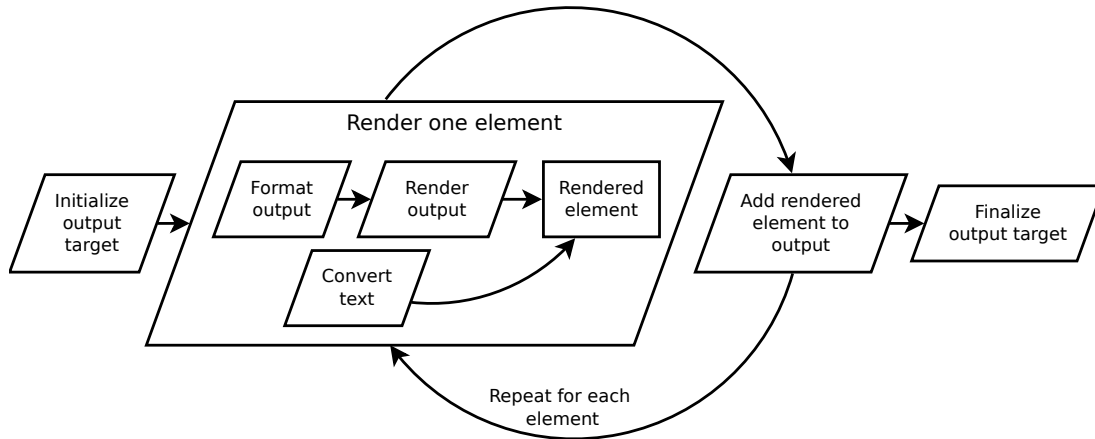 Render one element
Initialize
output
target
Format
output
Render
output
Rendered
element
Convert
text
Add rendered
element to
output
Finalize
output target
Repeat for each
element